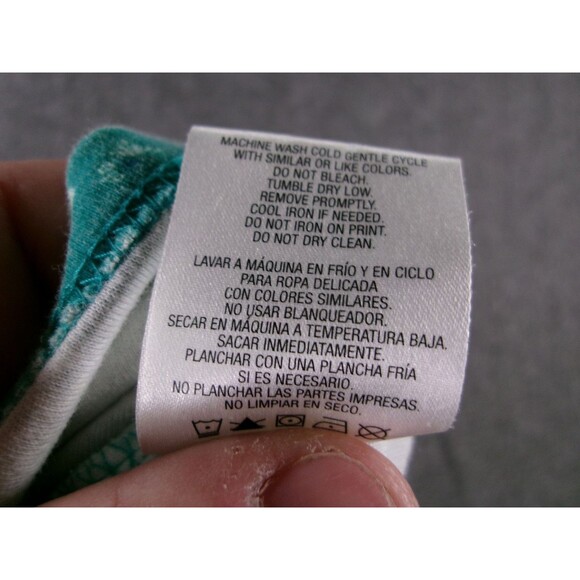 MACHINE WASH COLD GENTLE CYCLE
WITH SIMILAR OR LIKE COLORS.
DO NOT BLEACH.
TUMBLE DRY LOW.
REMOVE PROMPTLY.
COOL IRON IF NEEDED.
DO NOT IRON ON PRINT.
DO NOT DRY CLEAN.
LAVAR A MÁQUINA EN FRÍO Y EN CICLO
PARA ROPA DELICADA
CON COLORES SIMILARES.
NO USAR BLANQUEADOR.
SECAR EN MÁQUINA A TEMPERATURA BAJA.
SACAR INMEDIATAMENTE.
PLANCHAR CON UNA PLANCHA FRÍA
SI ES NECESARIO.
NO PLANCHAR LAS PARTES IMPRESAS.
NO LIMPIAR EN SECO.